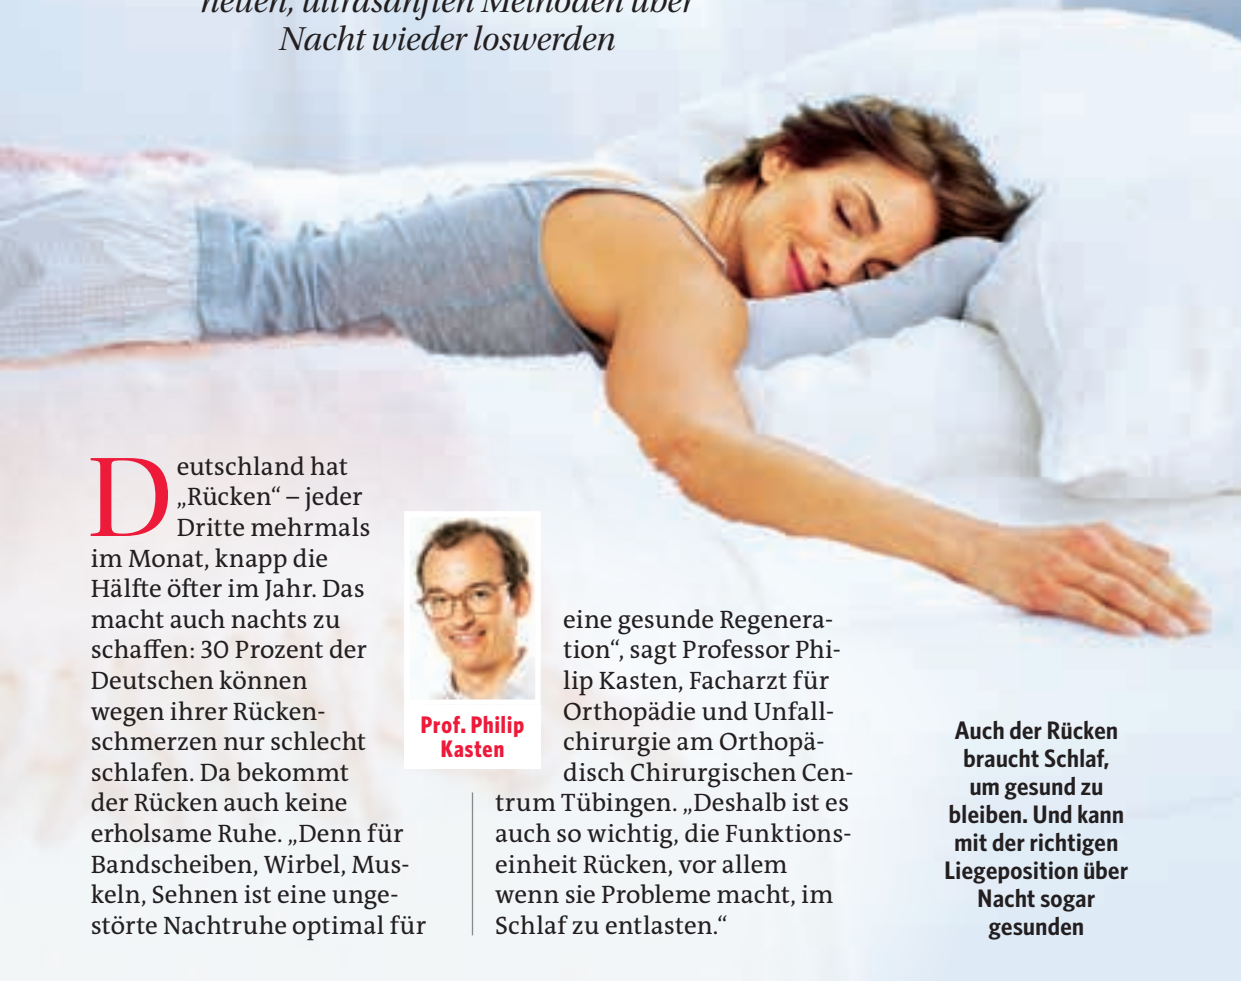 neuen, ultrasanften Methoden über
Nacht wieder loswerden
Deutschland hat
„Rücken“ – jeder
Dritte mehrmals
im Monat, knapp die
Hälfte öfter im Jahr. Das
macht auch nachts zu
schaffen: 30 Prozent der
Deutschen können
wegen ihrer Rücken-
schmerzen nur schlecht
schlafen. Da bekommt
der Rücken auch keine
erholsame Ruhe. „Denn für
Bandscheiben, Wirbel, Mus-
keln, Sehnen ist eine unge-
störte Nachtruhe optimal für
Prof. Philip
Kasten
eine gesunde Regenera-
tion“, sagt Professor Phi-
lip Kasten, Facharzt für
Orthopädie und Unfall-
chirurgie am Orthopä-
disch Chirurgischen Cen-
trum Tübingen. „Deshalb ist es
auch so wichtig, die Funktions-
einheit Rücken, vor allem
wenn sie Probleme macht, im
Schlaf zu entlasten.“
Auch der Rücken
braucht Schlaf,
um gesund zu
bleiben. Und kann
mit der richtigen
Liegeposition über
Nacht sogar
gesunden